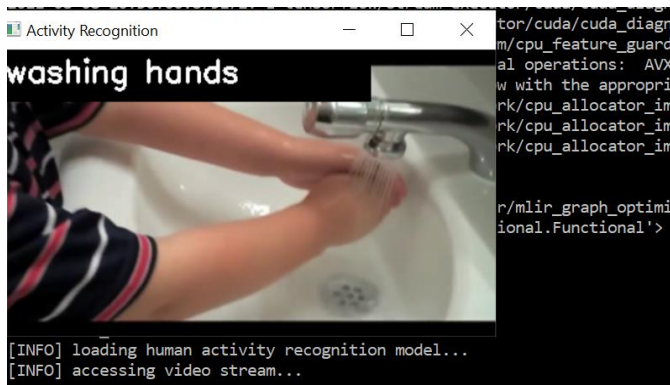 Activity Recognition
washing hands
tor/cuda/cuda_diagn
m/cpu_feature_guard
al operations: AVX
w with the appropri
rk/cpu_allocator_im
rk/cpu_allocator_im
rk/cpu_allocator_im
r/mlir_graph_optimi
ional.Functional'>
[INFO] loading human activity recognition model...
[INFO] accessing video stream...